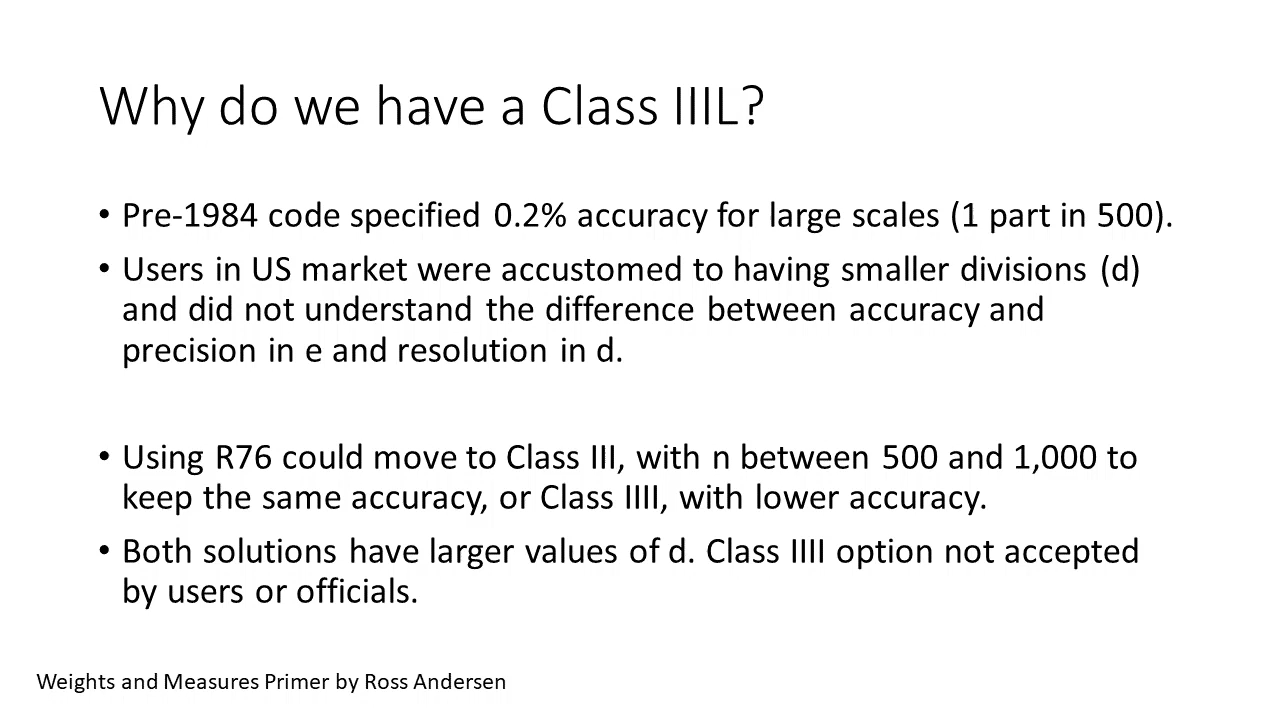 Why do we have a Class IIIL?
• Pre-1984 code specified 0.2% accuracy for large scales (1 part in 500).
• Users in US market were accustomed to having smaller divisions (d)
and did not understand the difference between accuracy and
precision in e and resolution in d.
• Using R76 could move to Class III, with n between 500 and 1,000 to
keep the same accuracy, or Class IIII, with lower accuracy.
• Both solutions have larger values of d. Class IIII option not accepted
by users or officials.
Weights and Measures Primer by Ross Andersen